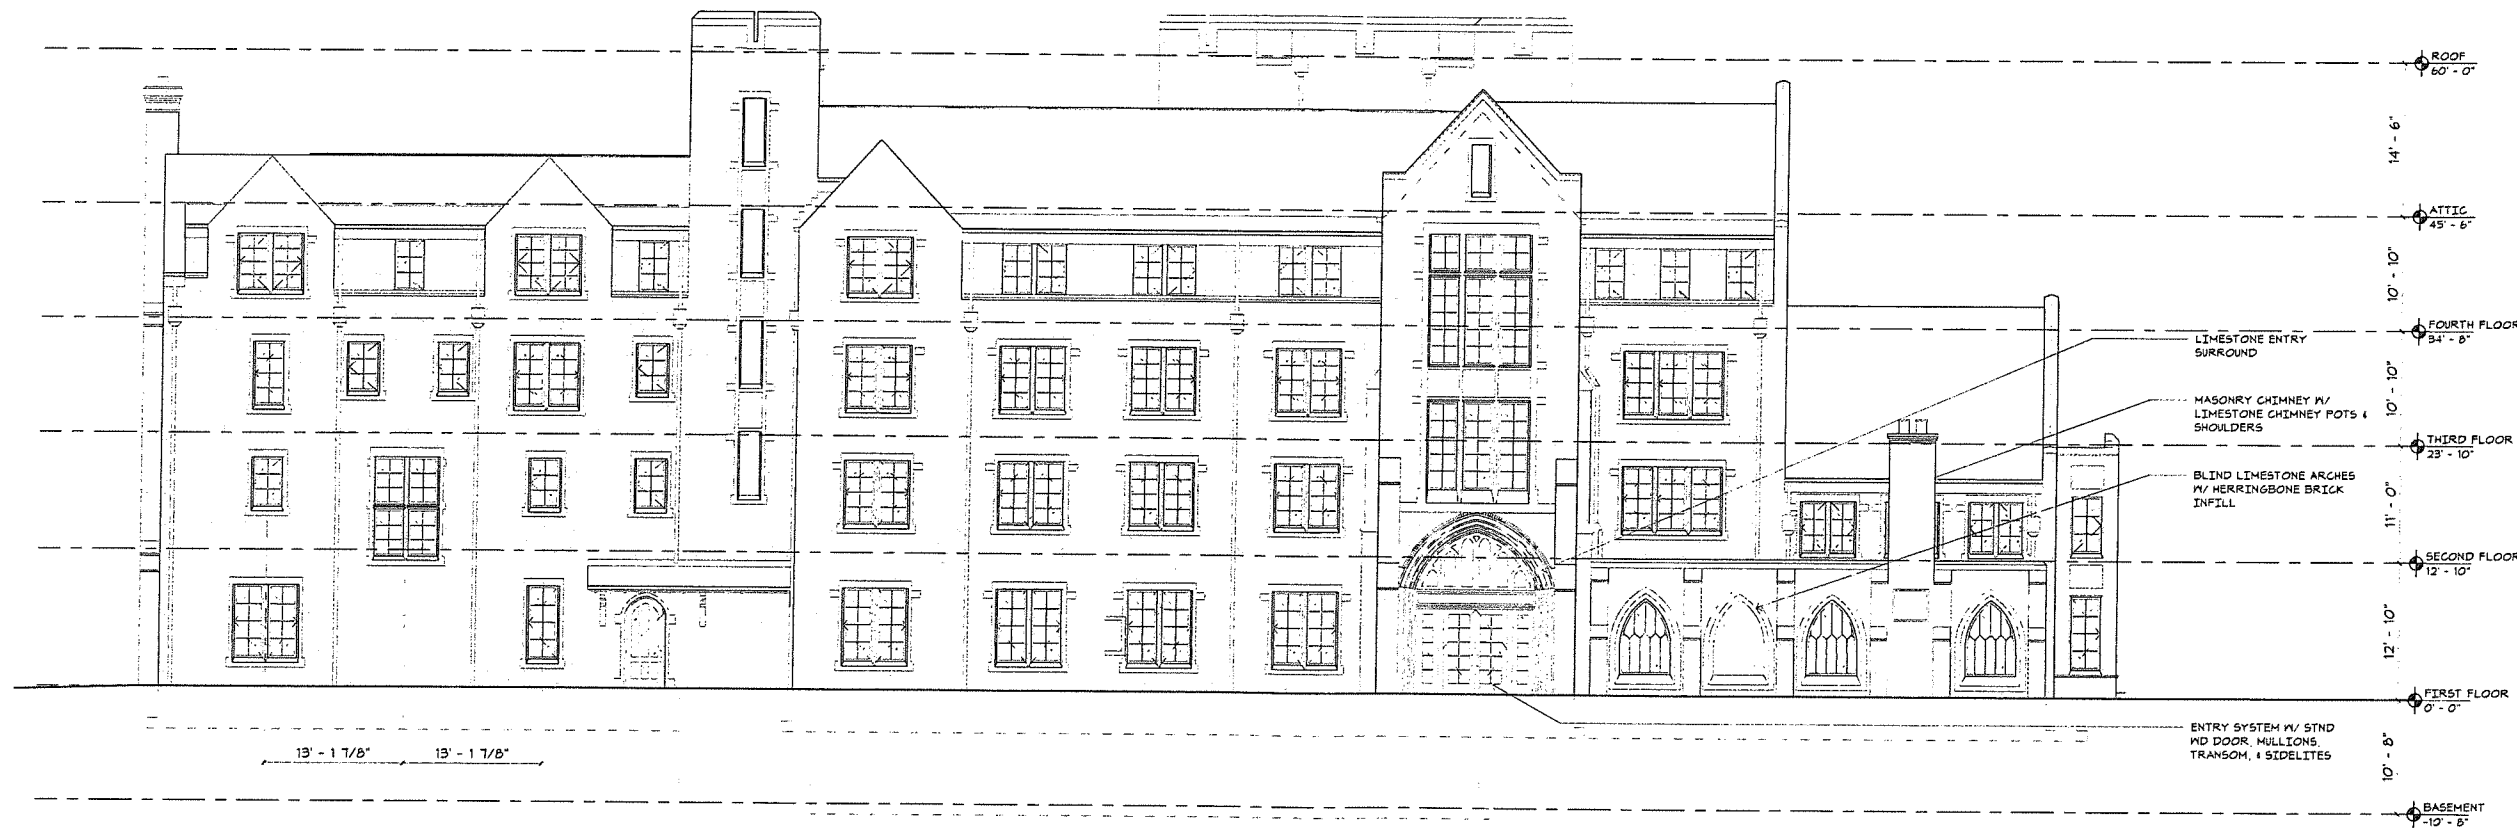 ROOF
60' - 0"
14' - 6"
ATTIC
45' - 6"
10' - 10"
FOURTH FLOOR
34' - 8"
LIMESTONE ENTRY
SURROUND
10' - 10"
MASONRY CHIMNEY W/
LIMESTONE CHIMNEY POTS &
SHOULDERS
THIRD FLOOR
23' - 10"
BLIND LIMESTONE ARCHES
W/ HERRINGBONE BRICK
INFILL
11' - 0"
SECOND FLOOR
12' - 10"
12' - 10"
FIRST FLOOR
0' - 0"
ENTRY SYSTEM W/ STND
WD DOOR, MULLIONS,
TRANSOM, & SIDELITES
13' - 1 7/8"
13' - 1 7/8"
10' - 8"
BASEMENT
-10' - 8"